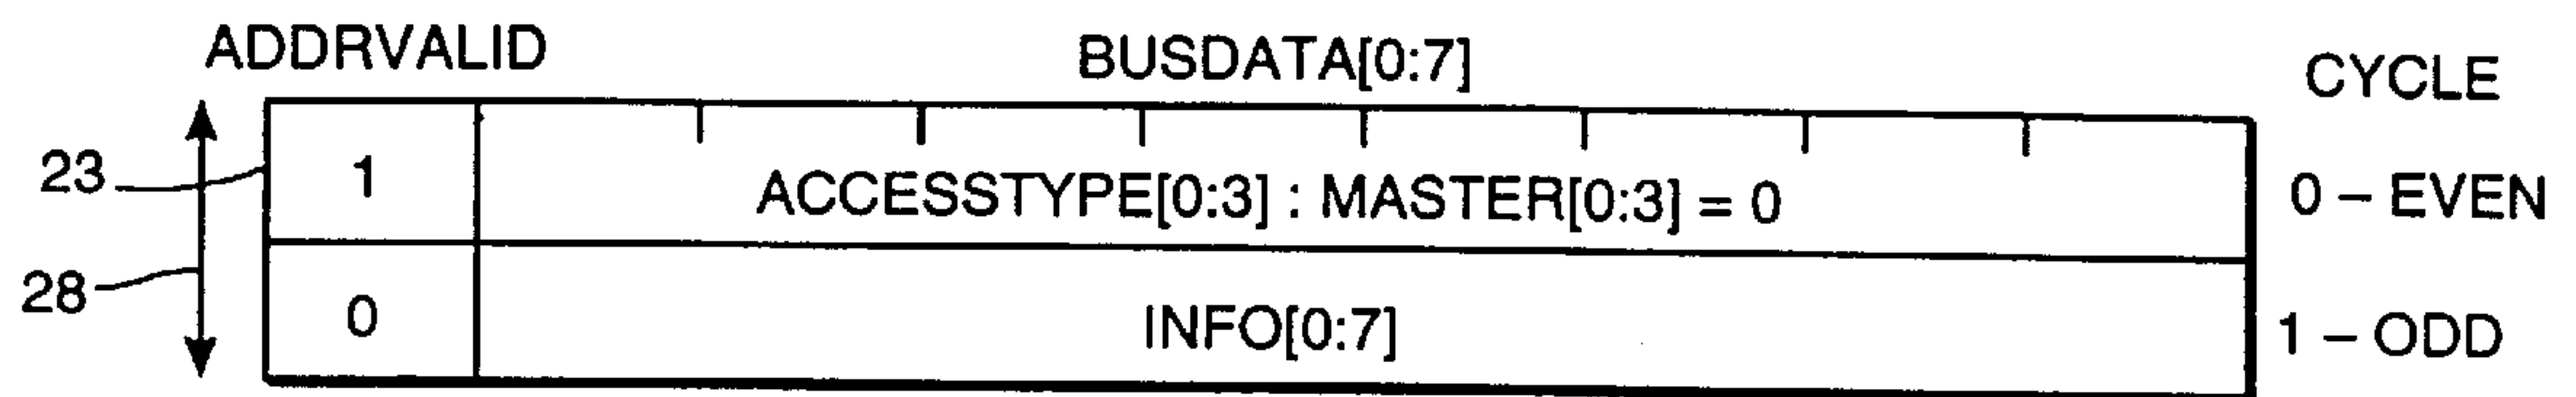 ADDRVALID BUSDATA[0:7] CYCLE
23 1 ACCESSTYPE[0:3] : MASTER[0:3] = 0 0 – EVEN
28 0 INFO[0:7] 1 – ODD